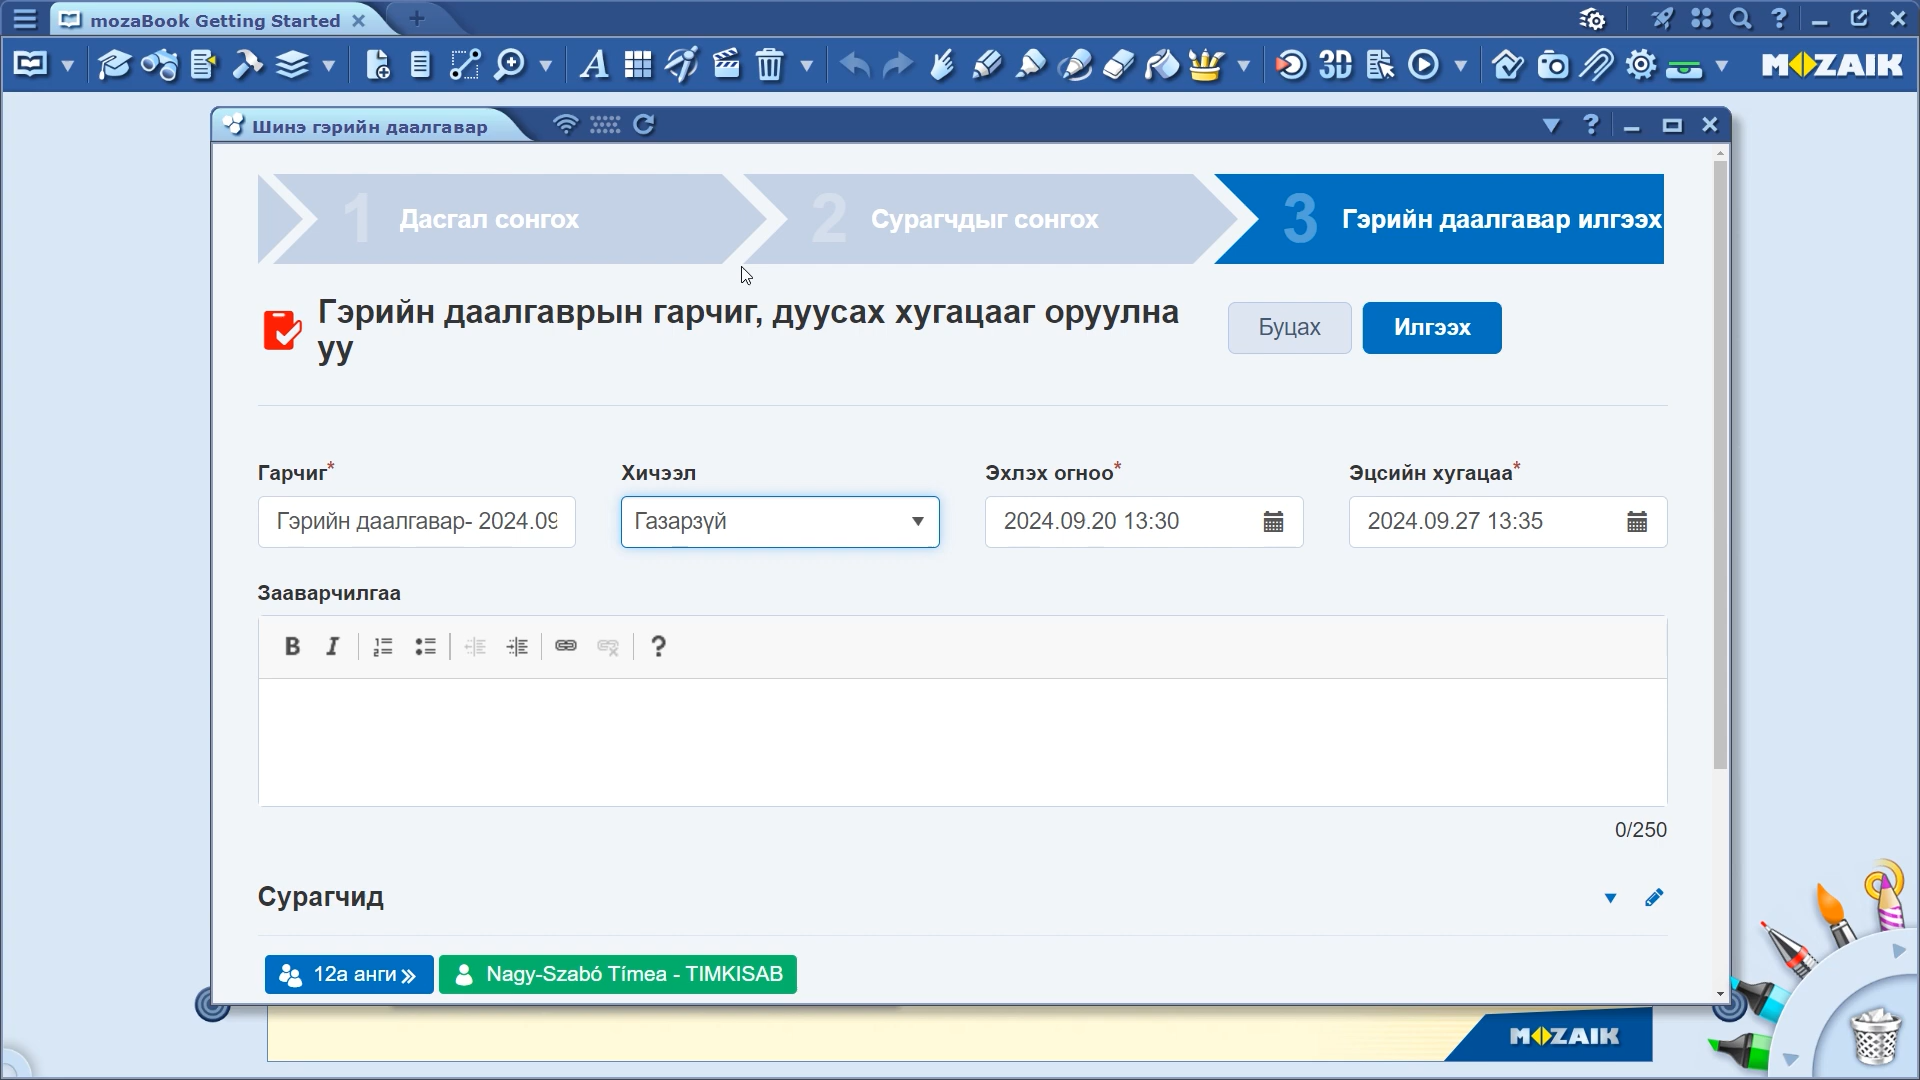 mozaBook Getting Started
3D
MOZAIK
Шинэ гэрийн даалгавар
1 Дасгал сонгох
2 Сурагчдыг сонгох
3 Гэрийн даалгавар илгээх
Гэрийн даалгаврын гарчиг, дуусах хугацааг оруулна
уу
Буцах
Илгээх
Гарчиг*
Хичээл
Эхлэх огноо*
Эцсийн хугацаа*
Гэрийн даалгавар- 2024.09
Газарзүй
2024.09.20 13:30
2024.09.27 13:35
Зааварчилгаа
B I ?
0/250
Сурагчид
12а анги »
Nagy-Szabó Tímea - TIMKISAB
MOZAIK